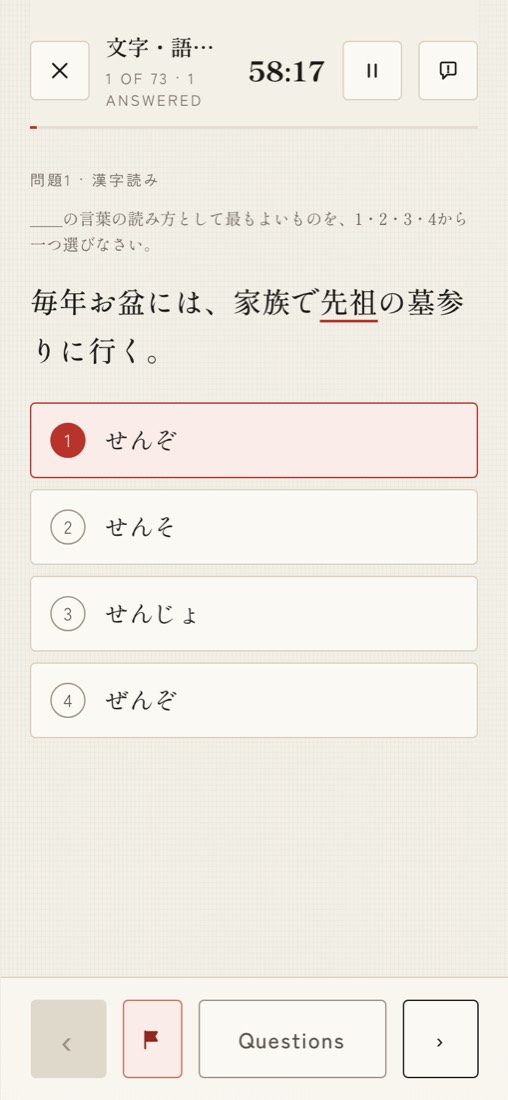 文字・語…
1 OF 73 · 1
ANSWERED
58:17
問題1 · 漢字読み
＿＿の言葉の読み方として最もよいものを、1・2・3・4から
一つ選びなさい。
毎年お盆には、家族で先祖の墓参
りに行く。
1 せんぞ
2 せんそ
3 せんじょ
4 ぜんぞ
Questions